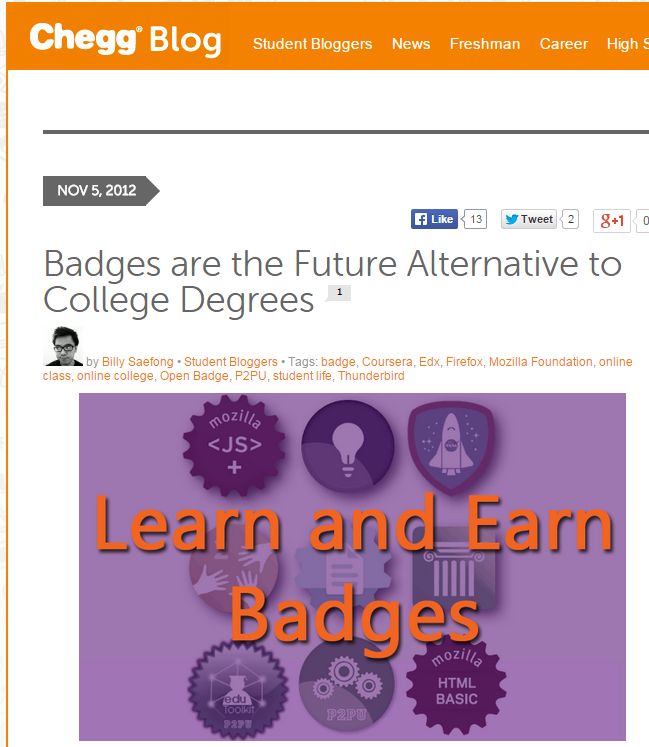 Chegg® Blog
Student Bloggers News Freshman Career High S
NOV 5, 2012
Like 13 Tweet 2 g+1 0
Badges are the Future Alternative to
College Degrees 1
by Billy Saefong • Student Bloggers • Tags: badge, Coursera, Edx, Firefox, Mozilla Foundation, online
class, online college, Open Badge, P2PU, student life, Thunderbird
mozilla
<JS>
+
NASA
Learn and Earn
Badges
edu
Toolkit
P2PU
P2PU
mozilla
HTML
BASIC